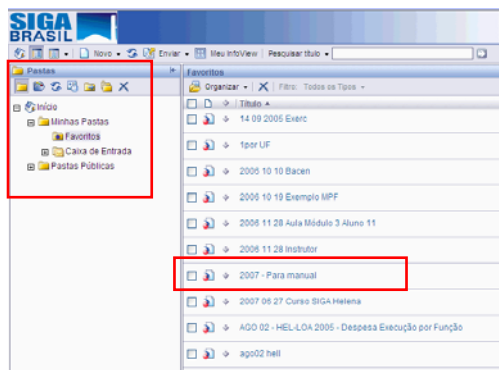 SIGA
BRASIL
Novo Enviar Meu InfoView Pesquisar título
Pastas
Início
Minhas Pastas
Favoritos
Caixa de Entrada
Pastas Públicas
Favoritos
Organizar Filtro: Todos os Tipos
Título
14 09 2005 Exerc
1por UF
2006 10 10 Bacen
2006 10 19 Exemplo MPF
2006 11 28 Aula Módulo 3 Aluno 11
2006 11 28 Instrutor
2007 - Para manual
2007 06 27 Curso SIGA Helena
AGO 02 - HEL-LOA 2005 - Despesa Execução por Função
ago02 hell